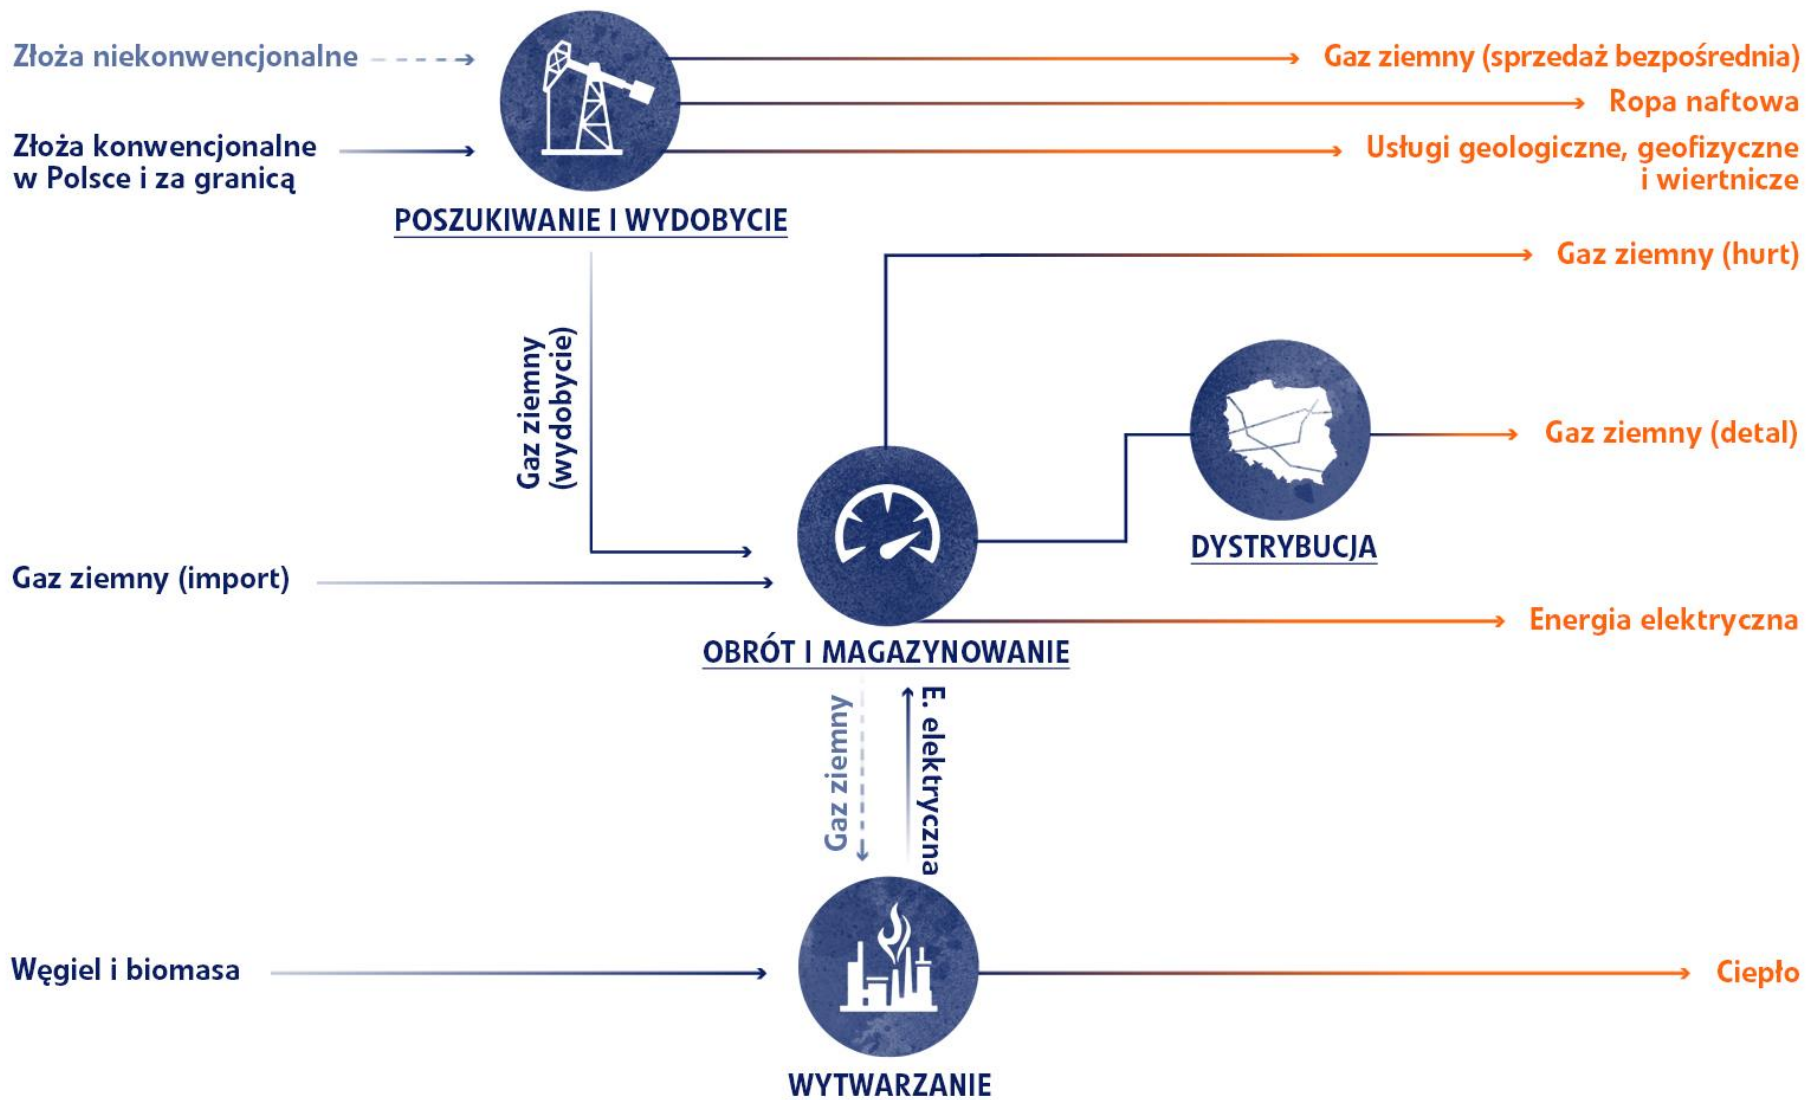 Złoża niekonwencjonalne
Gaz ziemny (sprzedaż bezpośrednia)
Ropa naftowa
Złoża konwencjonalne
w Polsce i za granicą
Usługi geologiczne, geofizyczne
i wiertnicze
POSZUKIWANIE I WYDOBYCIE
Gaz ziemny (hurt)
Gaz ziemny
(wydobycie)
Gaz ziemny (detal)
DYSTRYBUCJA
Gaz ziemny (import)
Energia elektryczna
OBRÓT I MAGAZYNOWANIE
Gaz ziemny
E. elektryczna
Węgiel i biomasa
Ciepło
WYTWARZANIE